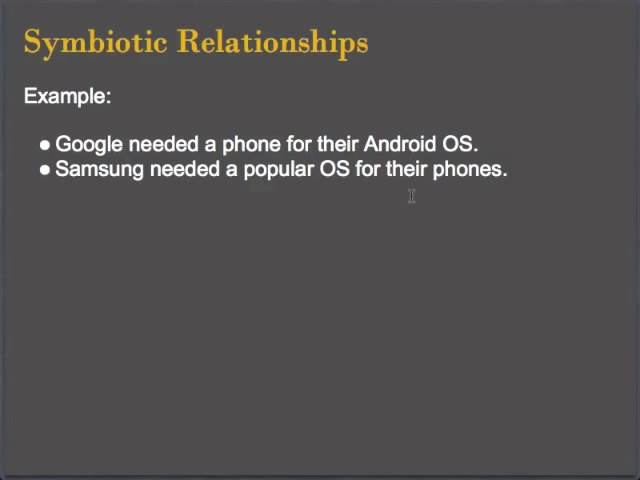 Symbiotic Relationships
Example:
● Google needed a phone for their Android OS.
● Samsung needed a popular OS for their phones.